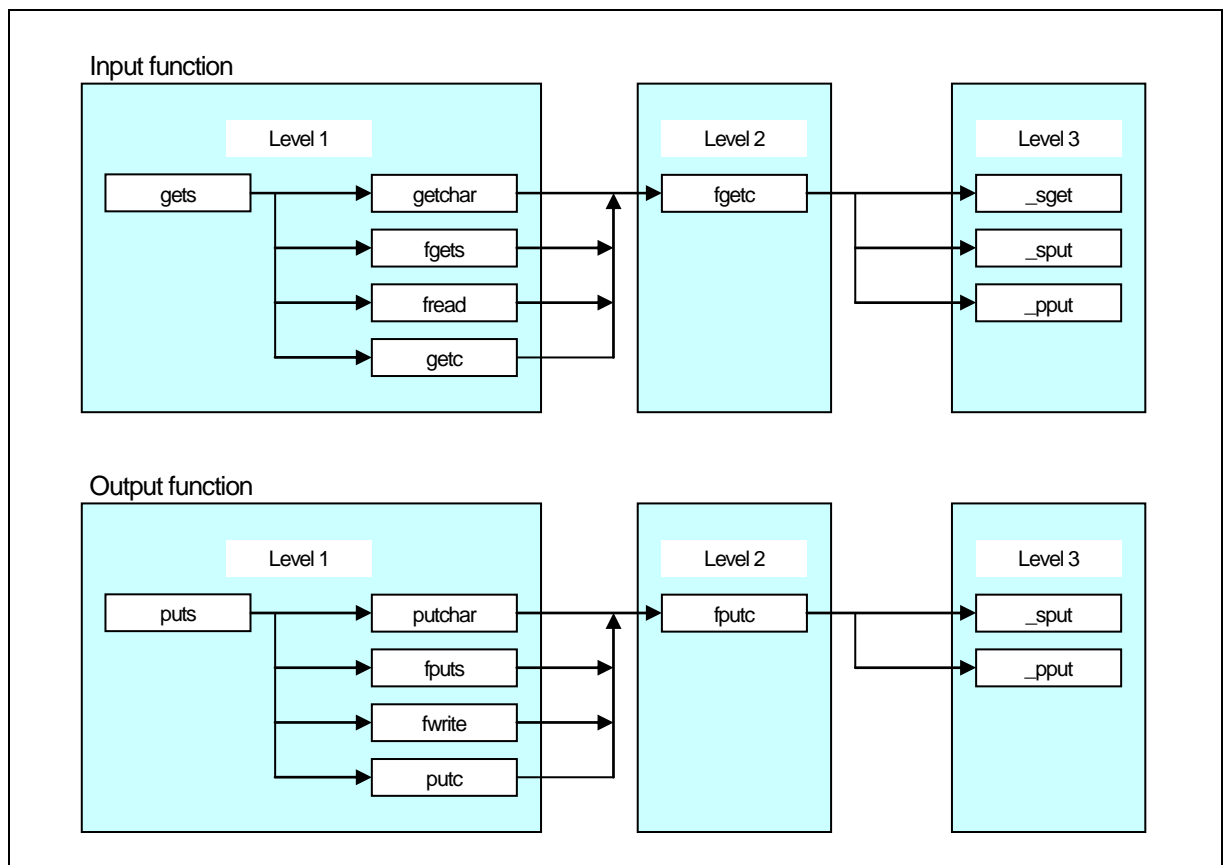 Input function
Level 1
Level 2
Level 3
gets
getchar
fgetc
_sget
fgets
_sput
fread
_pput
getc
Output function
Level 1
Level 2
Level 3
puts
putchar
fputc
_sput
fputs
_pput
fwrite
putc